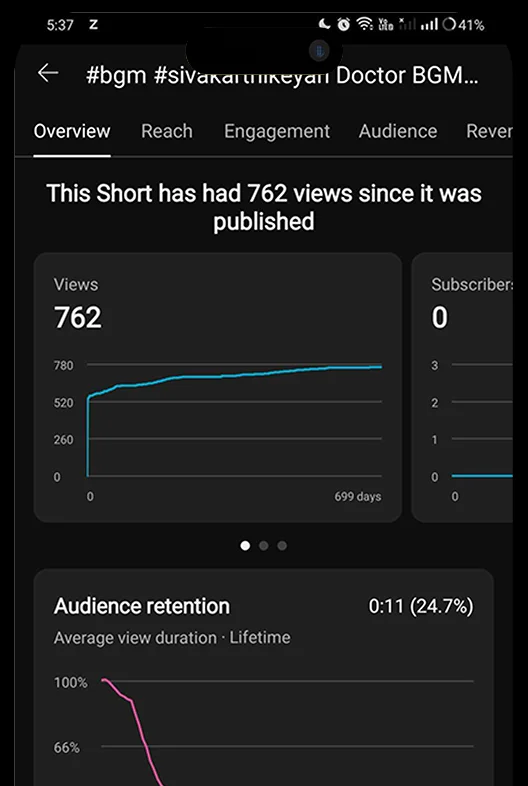 5:37 Z Vo LTE 41%
#bgm #sivakarthikeyan Doctor BGM...
Overview Reach Engagement Audience Rever
This Short has had 762 views since it was
published
Views
762
780
520
260
0
0 699 days
Subscribers
0
3
2
1
0
0
Audience retention 0:11 (24.7%)
Average view duration · Lifetime
100%
66%